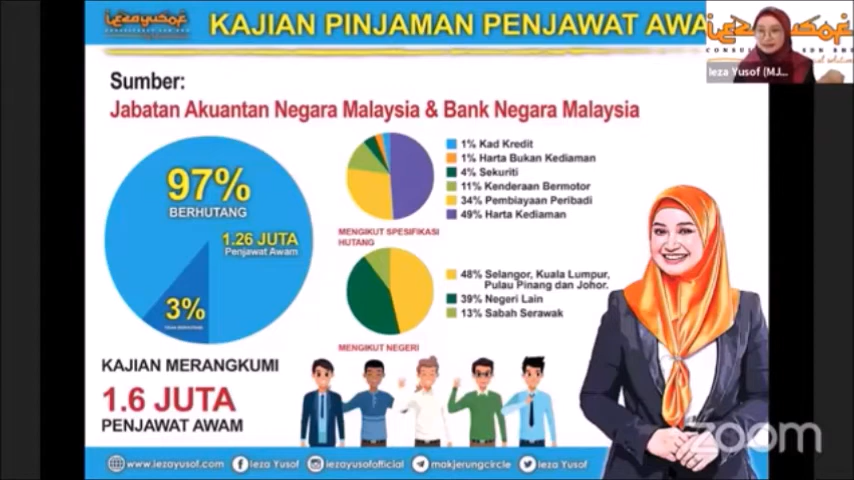 IEZAYUSOF
KAJIAN PINJAMAN PENJAWAT AWA
Ieza Yusof (MJ...
Sumber:
Jabatan Akuantan Negara Malaysia & Bank Negara Malaysia
97%
BERHUTANG
1.26 JUTA
Penjawat Awam
3%
1% Kad Kredit
1% Harta Bukan Kediaman
4% Sekuriti
11% Kenderaan Bermotor
34% Pembiayaan Peribadi
49% Harta Kediaman
MENGIKUT SPESIFIKASI
HUTANG
48% Selangor, Kuala Lumpur,
Pulau Pinang dan Johor.
39% Negeri Lain
13% Sabah Serawak
MENGIKUT NEGERI
KAJIAN MERANGKUMI
1.6 JUTA
PENJAWAT AWAM
zoom
www.iezayusof.com
Ieza Yusof
iezayusofofficial
makjerungcircle
Ieza Yusof